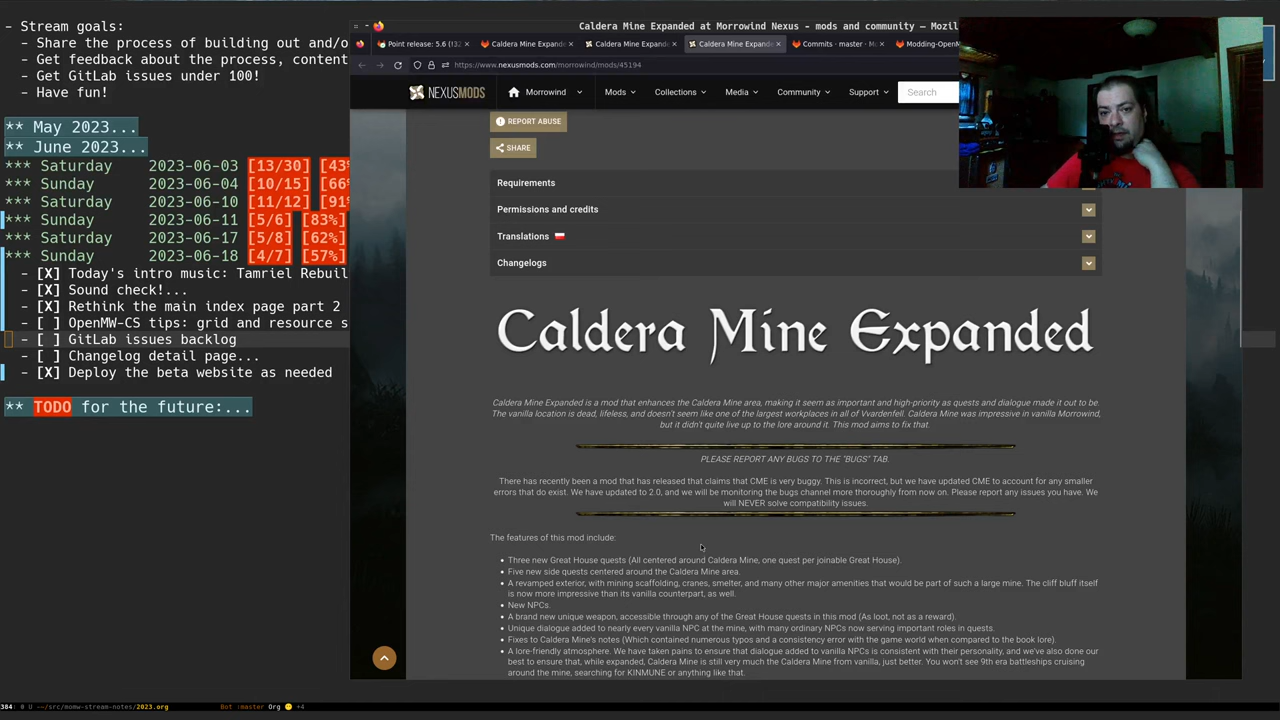 - Stream goals:
- Share the process of building out and/o
- Get feedback about the process, content
- Get GitLab issues under 100!
- Have fun!
** May 2023...
** June 2023...
*** Saturday 2023-06-03 [13/30] [43%
*** Sunday 2023-06-04 [10/15] [66%
*** Saturday 2023-06-10 [11/12] [91%
*** Sunday 2023-06-11 [5/6] [83%]
*** Saturday 2023-06-17 [5/8] [62%]
*** Sunday 2023-06-18 [4/7] [57%]
- [X] Today's intro music: Tamriel Rebuil
- [X] Sound check!...
- [X] Rethink the main index page part 2
- [ ] OpenMW-CS tips: grid and resource s
- [ ] GitLab issues backlog
- [ ] Changelog detail page...
- [X] Deploy the beta website as needed
** TODO for the future:...
Caldera Mine Expanded at Morrowind Nexus - mods and community — Mozil
Point release: 5.6 (!32
Caldera Mine Expande
Caldera Mine Expande
Caldera Mine Expande
Commits · master · Mo
Modding-OpenM
https://www.nexusmods.com/morrowind/mods/45194
NEXUSMODS Morrowind Mods Collections Media Community Support Search
REPORT ABUSE
SHARE
Requirements
Permissions and credits
Translations
Changelogs
Caldera Mine Expanded
Caldera Mine Expanded is a mod that enhances the Caldera Mine area, making it seem as important and high-priority as quests and dialogue made it out to be.
The vanilla location is dead, lifeless, and doesn't seem like one of the largest workplaces in all of Vvardenfell. Caldera Mine was impressive in vanilla Morrowind,
but it didn't quite live up to the lore around it. This mod aims to fix that.
PLEASE REPORT ANY BUGS TO THE "BUGS" TAB.
There has recently been a mod that has released that claims that CME is very buggy. This is incorrect, but we have updated CME to account for any smaller
errors that do exist. We have updated to 2.0, and we will be monitoring the bugs channel more thoroughly from now on. Please report any issues you have. We
will NEVER solve compatibility issues.
The features of this mod include:
• Three new Great House quests (All centered around Caldera Mine, one quest per joinable Great House).
• Five new side quests centered around the Caldera Mine area.
• A revamped exterior, with mining scaffolding, cranes, smelter, and many other major amenities that would be part of such a large mine. The cliff bluff itself
is now more impressive than its vanilla counterpart, as well.
• New NPCs.
• A brand new unique weapon, accessible through any of the Great House quests in this mod (As loot, not as a reward).
• Unique dialogue added to nearly every vanilla NPC at the mine, with many ordinary NPCs now serving important roles in quests.
• Fixes to Caldera Mine's notes (Which contained numerous typos and a consistency error with the game world when compared to the book lore).
• A lore-friendly atmosphere. We have taken pains to ensure that dialogue added to vanilla NPCs is consistent with their personality, and we've also done our
best to ensure that, while expanded, Caldera Mine is still very much the Caldera Mine from vanilla, just better. You won't see 9th era battleships cruising
around the mine, searching for KINMUNE or anything like that.
384: 0 U ~/src/momw-stream-notes/2023.org Bot :master Org +4